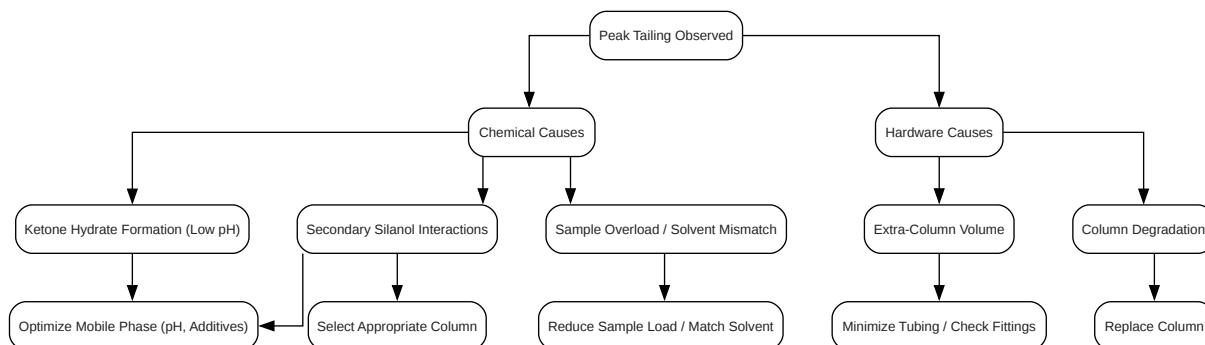 Peak Tailing Observed
Chemical Causes
Hardware Causes
Ketone Hydrate Formation (Low pH)
Secondary Silanol Interactions
Sample Overload / Solvent Mismatch
Extra-Column Volume
Column Degradation
Optimize Mobile Phase (pH, Additives)
Select Appropriate Column
Reduce Sample Load / Match Solvent
Minimize Tubing / Check Fittings
Replace Column